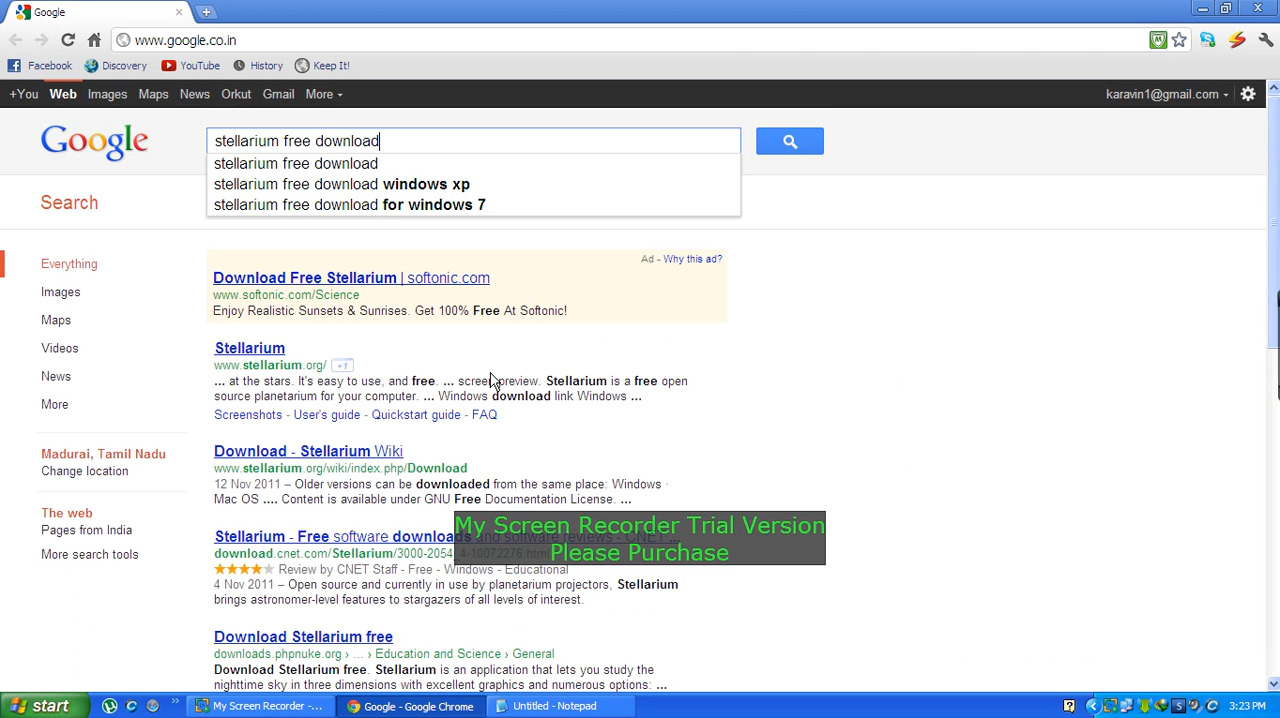 Google
www.google.co.in
Facebook Discovery YouTube History Keep It!
+You Web Images Maps News Orkut Gmail More karavin1@gmail.com
Google
stellarium free download
stellarium free download
stellarium free download windows xp
stellarium free download for windows 7
Search
Everything
Images
Maps
Videos
News
More
Madurai, Tamil Nadu
Change location
The web
Pages from India
More search tools
Ad - Why this ad?
Download Free Stellarium | softonic.com
www.softonic.com/Science
Enjoy Realistic Sunsets & Sunrises. Get 100% Free At Softonic!
Stellarium
www.stellarium.org/ +1
... at the stars. It's easy to use, and free. ... screen preview. Stellarium is a free open
source planetarium for your computer. ... Windows download link Windows ...
Screenshots - User's guide - Quickstart guide - FAQ
Download - Stellarium Wiki
www.stellarium.org/wiki/index.php/Download
12 Nov 2011 – Older versions can be downloaded from the same place: Windows ·
Mac OS .... Content is available under GNU Free Documentation License. ...
Stellarium - Free software downloads and software reviews - CNET ...
download.cnet.com/Stellarium/3000-2054_4-10072276.html
Review by CNET Staff - Free - Windows - Educational
4 Nov 2011 – Open source and currently in use by planetarium projectors, Stellarium
brings astronomer-level features to stargazers of all levels of interest.
My Screen Recorder Trial Version
Please Purchase
Download Stellarium free
downloads.phpnuke.org › ... › Education and Science › General
Download Stellarium free. Stellarium is an application that lets you study the
nighttime sky in three dimensions with excellent graphics and numerous options: ...
start My Screen Recorder -... Google - Google Chrome Untitled - Notepad 3:23 PM